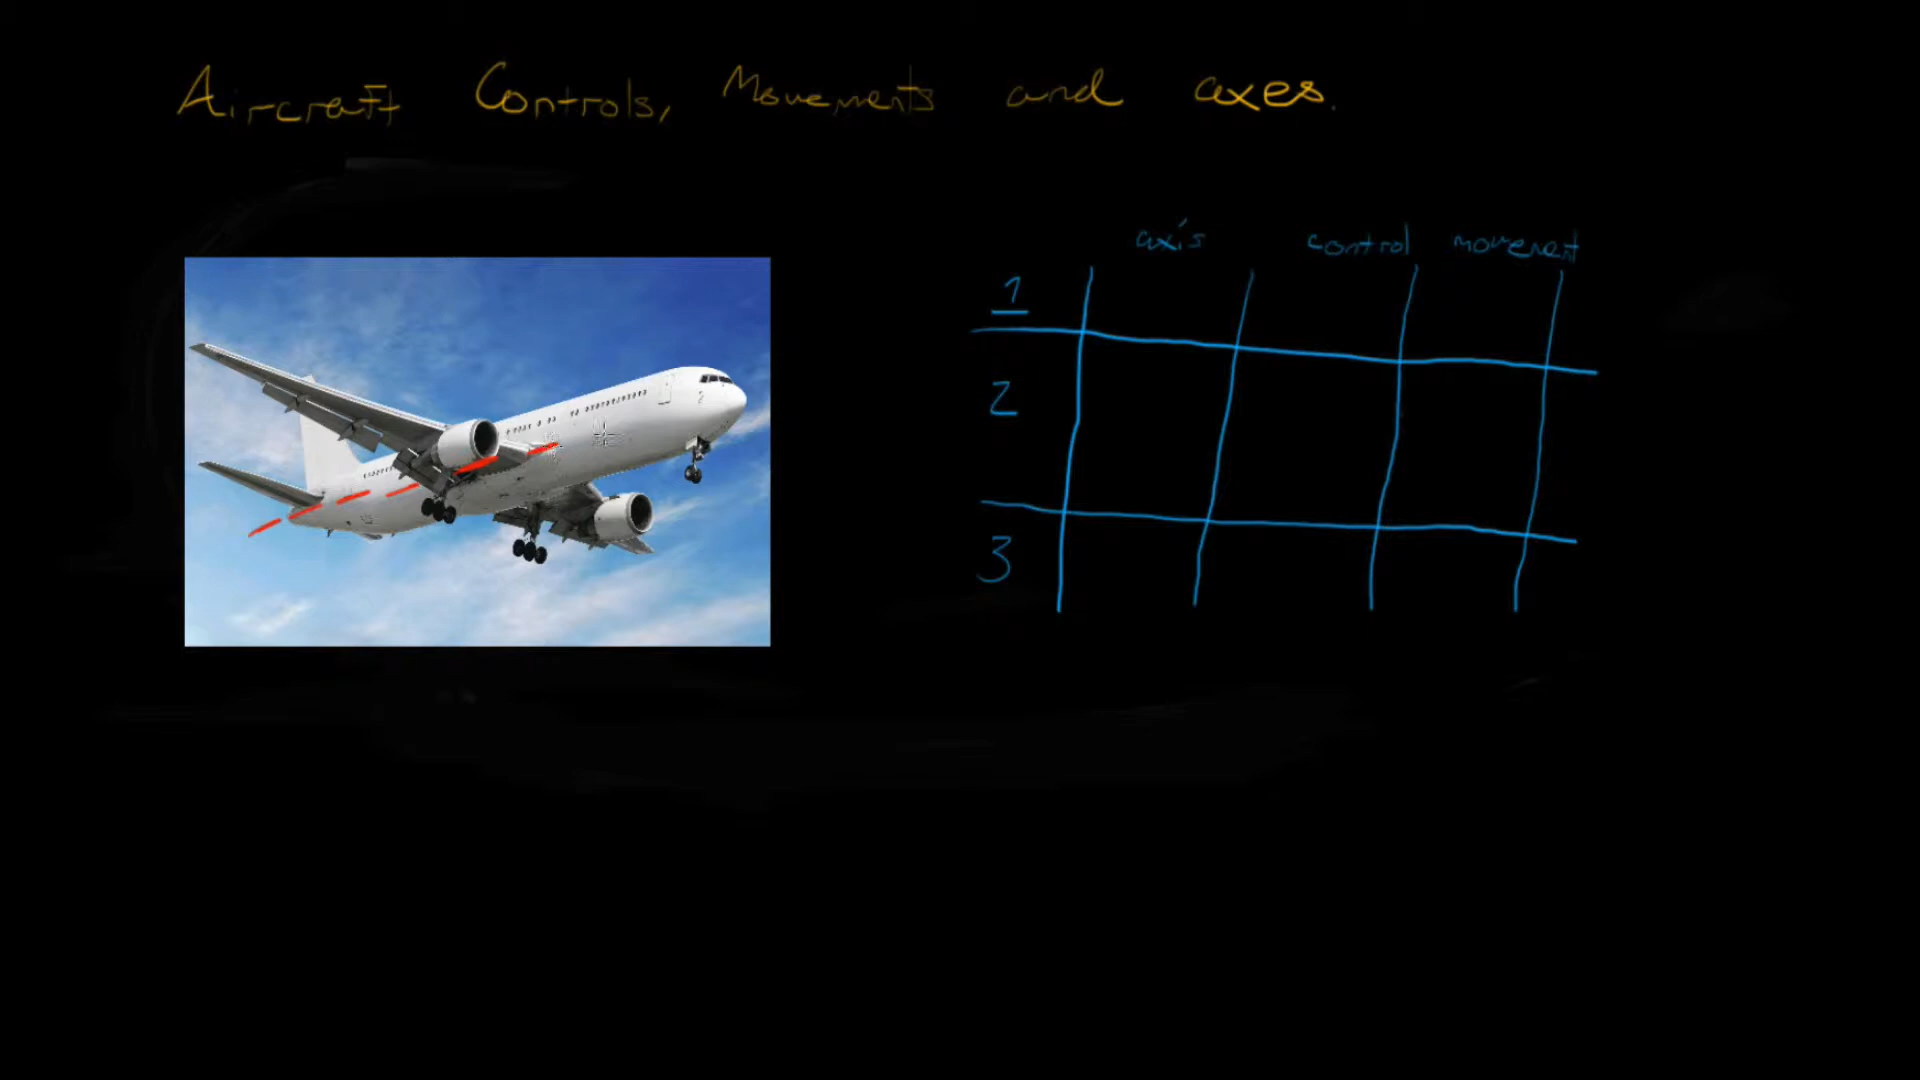 Aircraft Controls, Movements and axes.
axis control movement
1
2
3